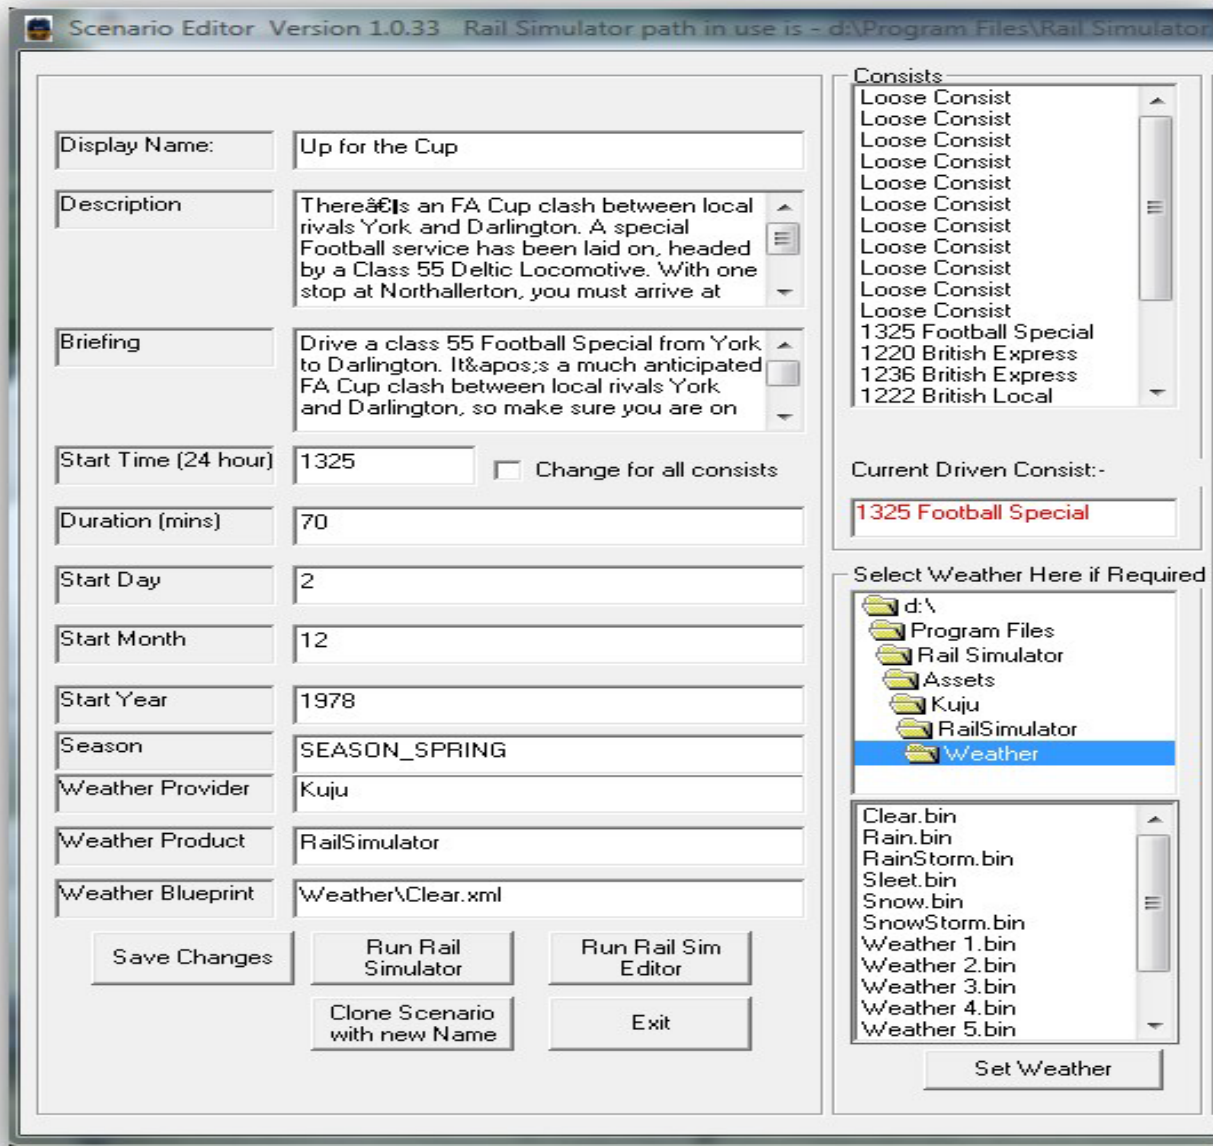 Scenario Editor Version 1.0.33 Rail Simulator path in use is - d:\Program Files\Rail Simulator
Display Name:
Up for the Cup
Description
Thereâ€¦s an FA Cup clash between local
rivals York and Darlington. A special
Football service has been laid on, headed
by a Class 55 Deltic Locomotive. With one
stop at Northallerton, you must arrive at
Briefing
Drive a class 55 Football Special from York
to Darlington. It&apos;s a much anticipated
FA Cup clash between local rivals York
and Darlington, so make sure you are on
Start Time (24 hour)
1325
Change for all consists
Duration (mins)
70
Start Day
2
Start Month
12
Start Year
1978
Season
SEASON_SPRING
Weather Provider
Kuju
Weather Product
RailSimulator
Weather Blueprint
Weather\Clear.xml
Save Changes
Run Rail
Simulator
Run Rail Sim
Editor
Clone Scenario
with new Name
Exit
Consists
Loose Consist
Loose Consist
Loose Consist
Loose Consist
Loose Consist
Loose Consist
Loose Consist
Loose Consist
Loose Consist
Loose Consist
Loose Consist
1325 Football Special
1220 British Express
1236 British Express
1222 British Local
Current Driven Consist:-
1325 Football Special
Select Weather Here if Required
d:\
Program Files
Rail Simulator
Assets
Kuju
RailSimulator
Weather
Clear.bin
Rain.bin
RainStorm.bin
Sleet.bin
Snow.bin
SnowStorm.bin
Weather 1.bin
Weather 2.bin
Weather 3.bin
Weather 4.bin
Weather 5.bin
Set Weather